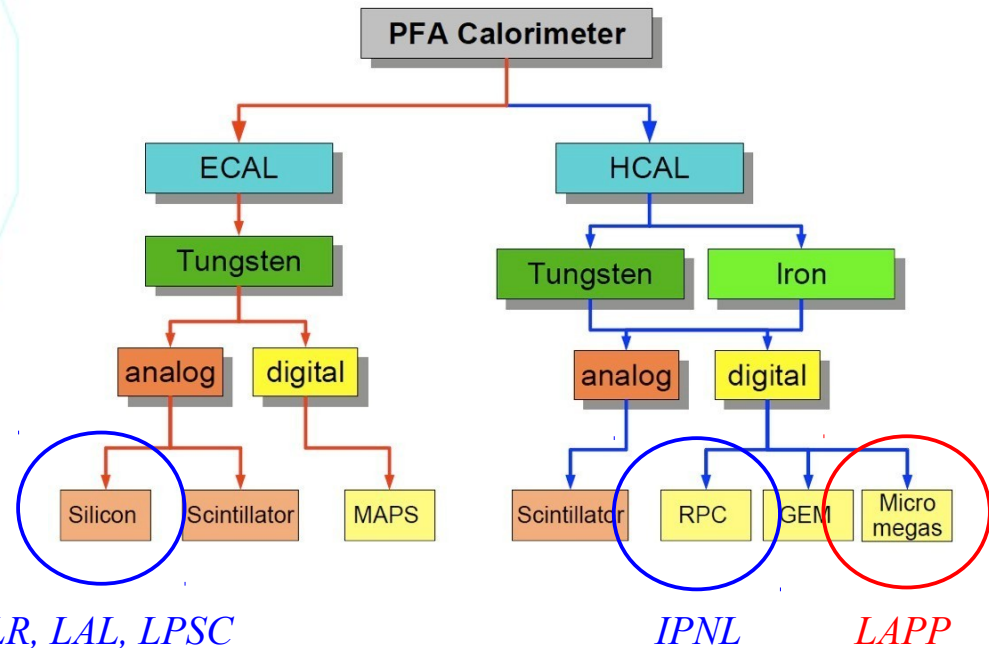 PFA Calorimeter
ECAL HCAL
Tungsten Tungsten Iron
analog digital analog digital
Silicon Scintillator MAPS Scintillator RPC GEM Micro
megas
LAL, LPSC IPNL LAPP